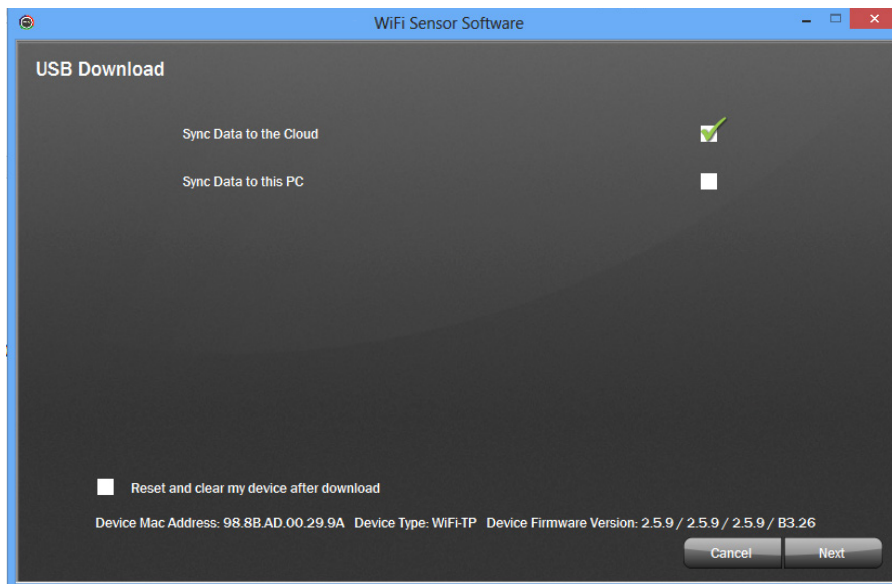 WiFi Sensor Software
USB Download
Sync Data to the Cloud
Sync Data to this PC
Reset and clear my device after download
Device Mac Address: 98.8B.AD.00.29.9A Device Type: WiFi-TP Device Firmware Version: 2.5.9 / 2.5.9 / 2.5.9 / B3.26
Cancel Next